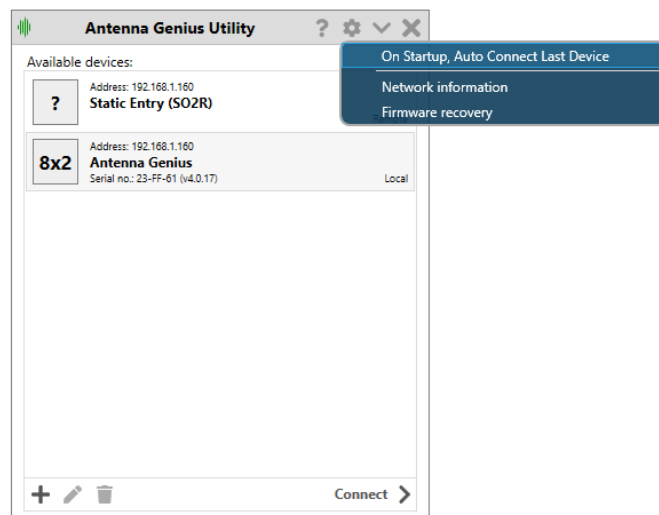 Antenna Genius Utility
Available devices:
On Startup, Auto Connect Last Device
Network information
Firmware recovery
?
Address: 192.168.1.160
Static Entry (SO2R)
8x2
Address: 192.168.1.160
Antenna Genius
Serial no.: 23-FF-61 (v4.0.17)
Local
Connect